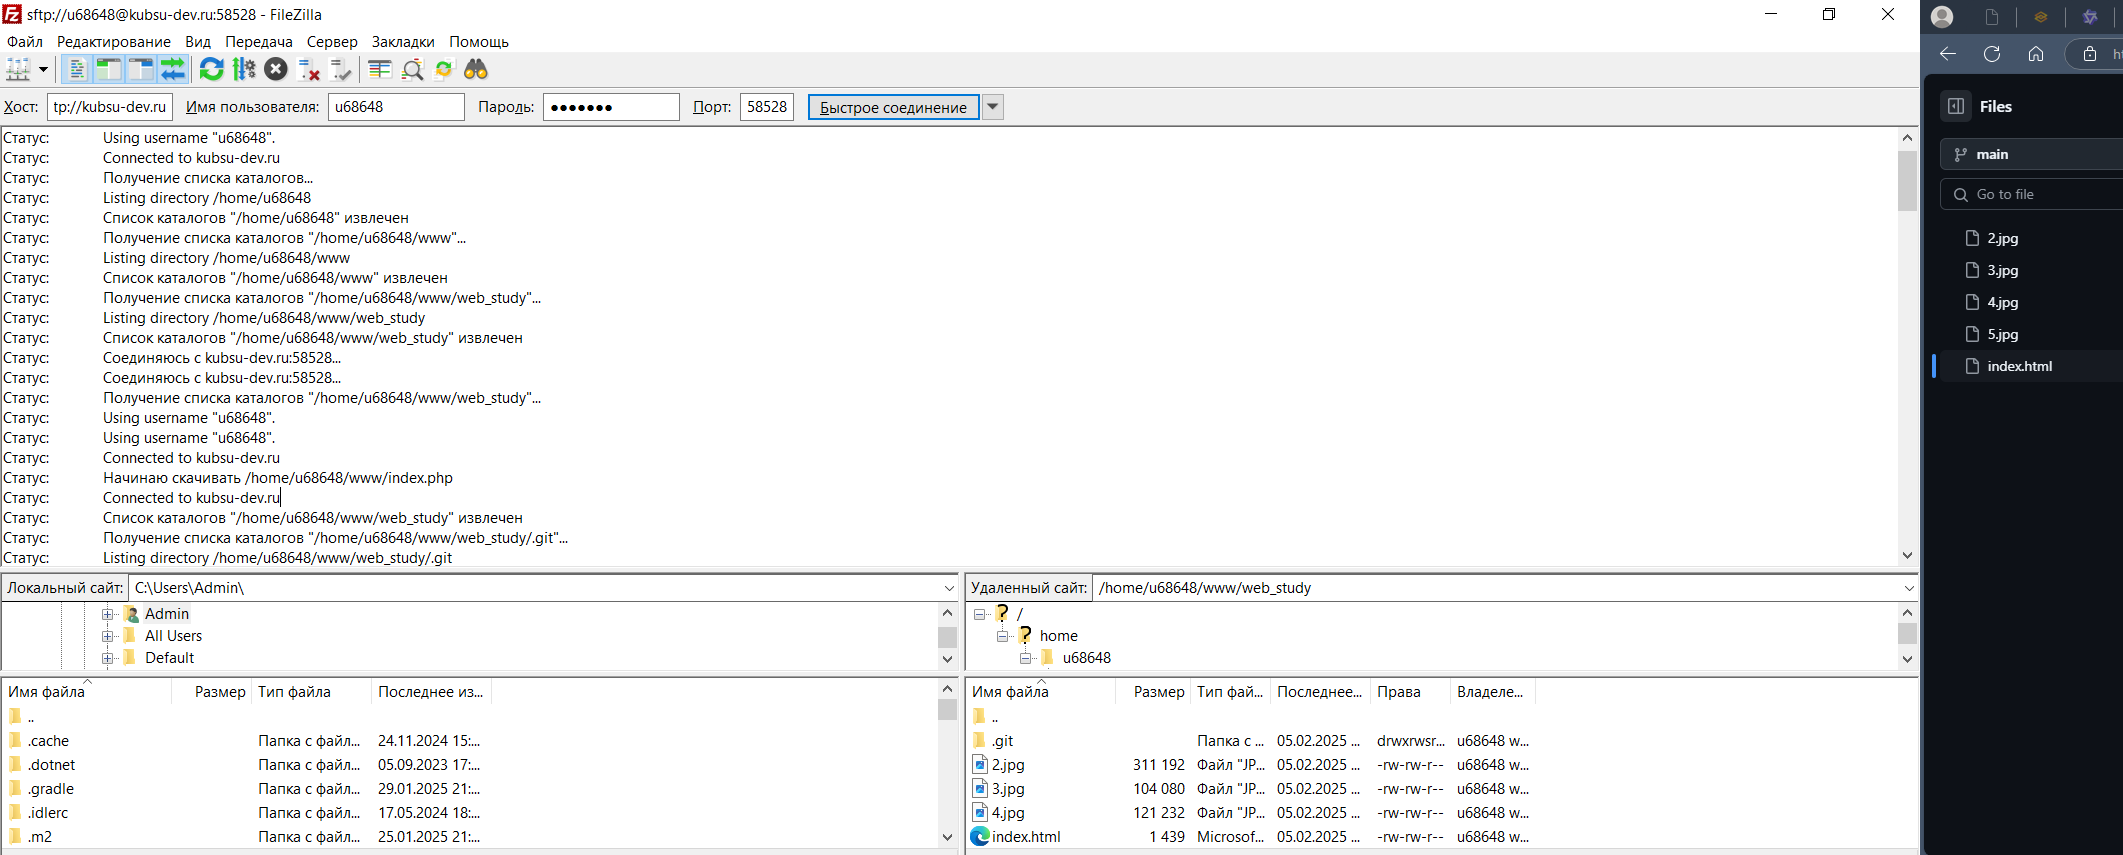 sftp://u68648@kubsu-dev.ru:58528 - FileZilla
Файл Редактирование Вид Передача Сервер Закладки Помощь
Хост: tp://kubsu-dev.ru Имя пользователя: u68648 Пароль: ●●●●●●● Порт: 58528 Быстрое соединение
Статус: Using username "u68648".
Статус: Connected to kubsu-dev.ru
Статус: Получение списка каталогов...
Статус: Listing directory /home/u68648
Статус: Список каталогов "/home/u68648" извлечен
Статус: Получение списка каталогов "/home/u68648/www"...
Статус: Listing directory /home/u68648/www
Статус: Список каталогов "/home/u68648/www" извлечен
Статус: Получение списка каталогов "/home/u68648/www/web_study"...
Статус: Listing directory /home/u68648/www/web_study
Статус: Список каталогов "/home/u68648/www/web_study" извлечен
Статус: Соединяюсь с kubsu-dev.ru:58528...
Статус: Соединяюсь с kubsu-dev.ru:58528...
Статус: Получение списка каталогов "/home/u68648/www/web_study"...
Статус: Using username "u68648".
Статус: Using username "u68648".
Статус: Connected to kubsu-dev.ru
Статус: Начинаю скачивать /home/u68648/www/index.php
Статус: Connected to kubsu-dev.ru
Статус: Список каталогов "/home/u68648/www/web_study" извлечен
Статус: Получение списка каталогов "/home/u68648/www/web_study/.git"...
Статус: Listing directory /home/u68648/www/web_study/.git
Локальный сайт: C:\Users\Admin\
Admin
All Users
Default
Имя файла Размер Тип файла Последнее из...
..
.cache Папка с файл... 24.11.2024 15:...
.dotnet Папка с файл... 05.09.2023 17:...
.gradle Папка с файл... 29.01.2025 21:...
.idlerc Папка с файл... 17.05.2024 18:...
.m2 Папка с файл... 25.01.2025 21:...
Удаленный сайт: /home/u68648/www/web_study
/
home
u68648
Имя файла Размер Тип фай... Последнее... Права Владеле...
..
.git Папка с ... 05.02.2025 ... drwxrwsr... u68648 w...
2.jpg 311 192 Файл "JP... 05.02.2025 ... -rw-rw-r-- u68648 w...
3.jpg 104 080 Файл "JP... 05.02.2025 ... -rw-rw-r-- u68648 w...
4.jpg 121 232 Файл "JP... 05.02.2025 ... -rw-rw-r-- u68648 w...
index.html 1 439 Microsof... 05.02.2025 ... -rw-rw-r-- u68648 w...
Files
main
Go to file
2.jpg
3.jpg
4.jpg
5.jpg
index.html